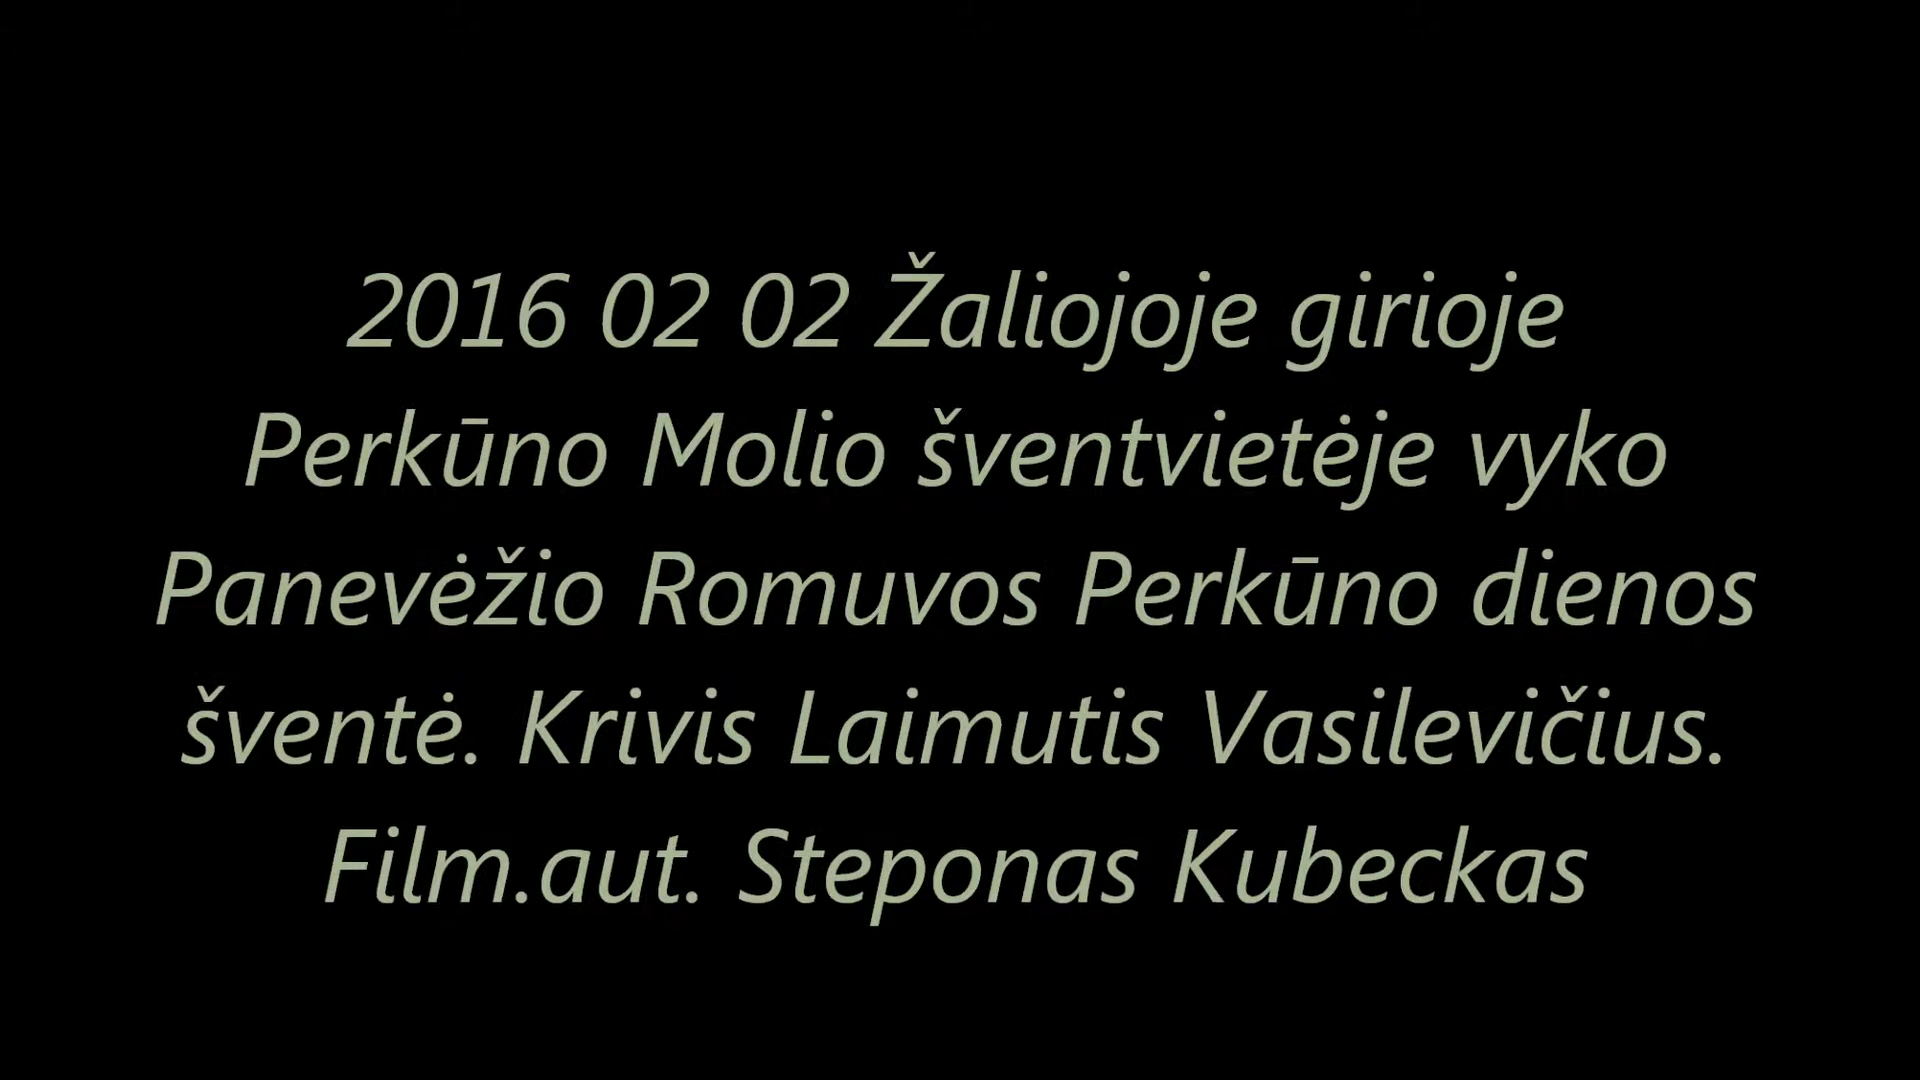 2016 02 02 Žaliojoje girioje
Perkūno Molio šventvietėje vyko
Panevėžio Romuvos Perkūno dienos
šventė. Krivis Laimutis Vasilevičius.
Film.aut. Steponas Kubeckas